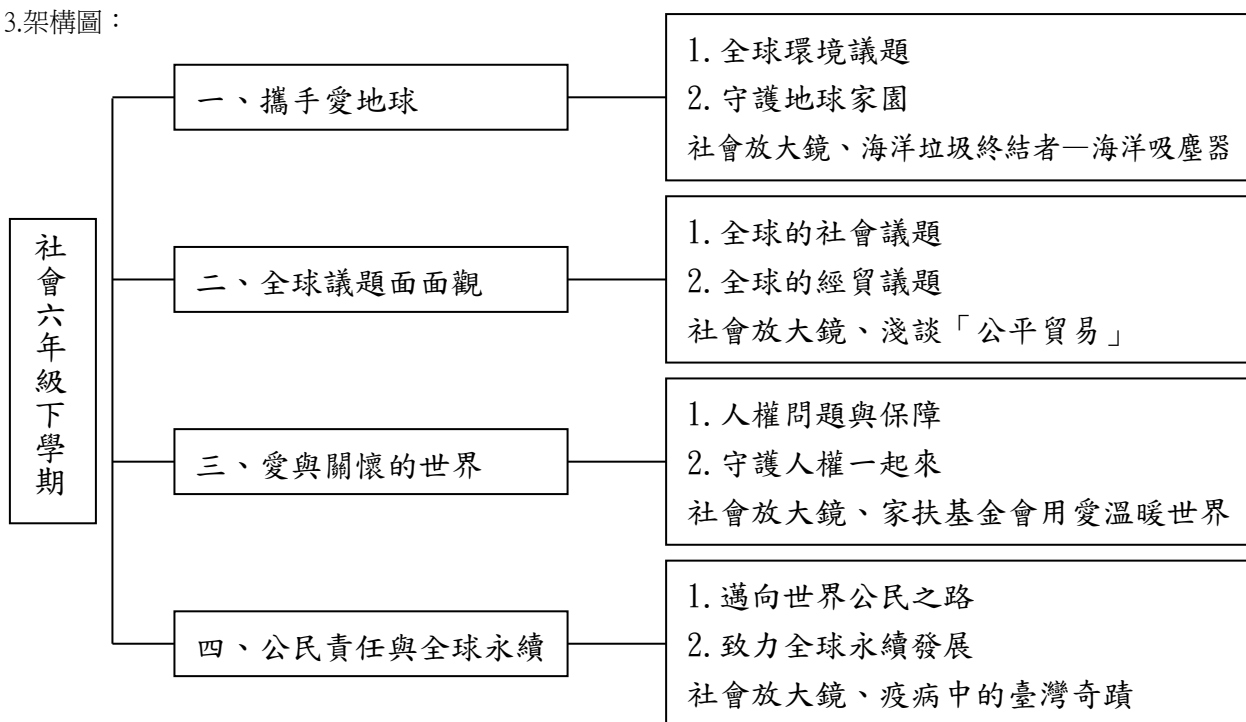 3.架構圖：
社會六年級下學期
一、攜手愛地球
1.全球環境議題
2.守護地球家園
社會放大鏡、海洋垃圾終結者—海洋吸塵器
二、全球議題面面觀
1.全球的社會議題
2.全球的經貿議題
社會放大鏡、淺談「公平貿易」
三、愛與關懷的世界
1.人權問題與保障
2.守護人權一起來
社會放大鏡、家扶基金會用愛溫暖世界
四、公民責任與全球永續
1.邁向世界公民之路
2.致力全球永續發展
社會放大鏡、疫病中的臺灣奇蹟